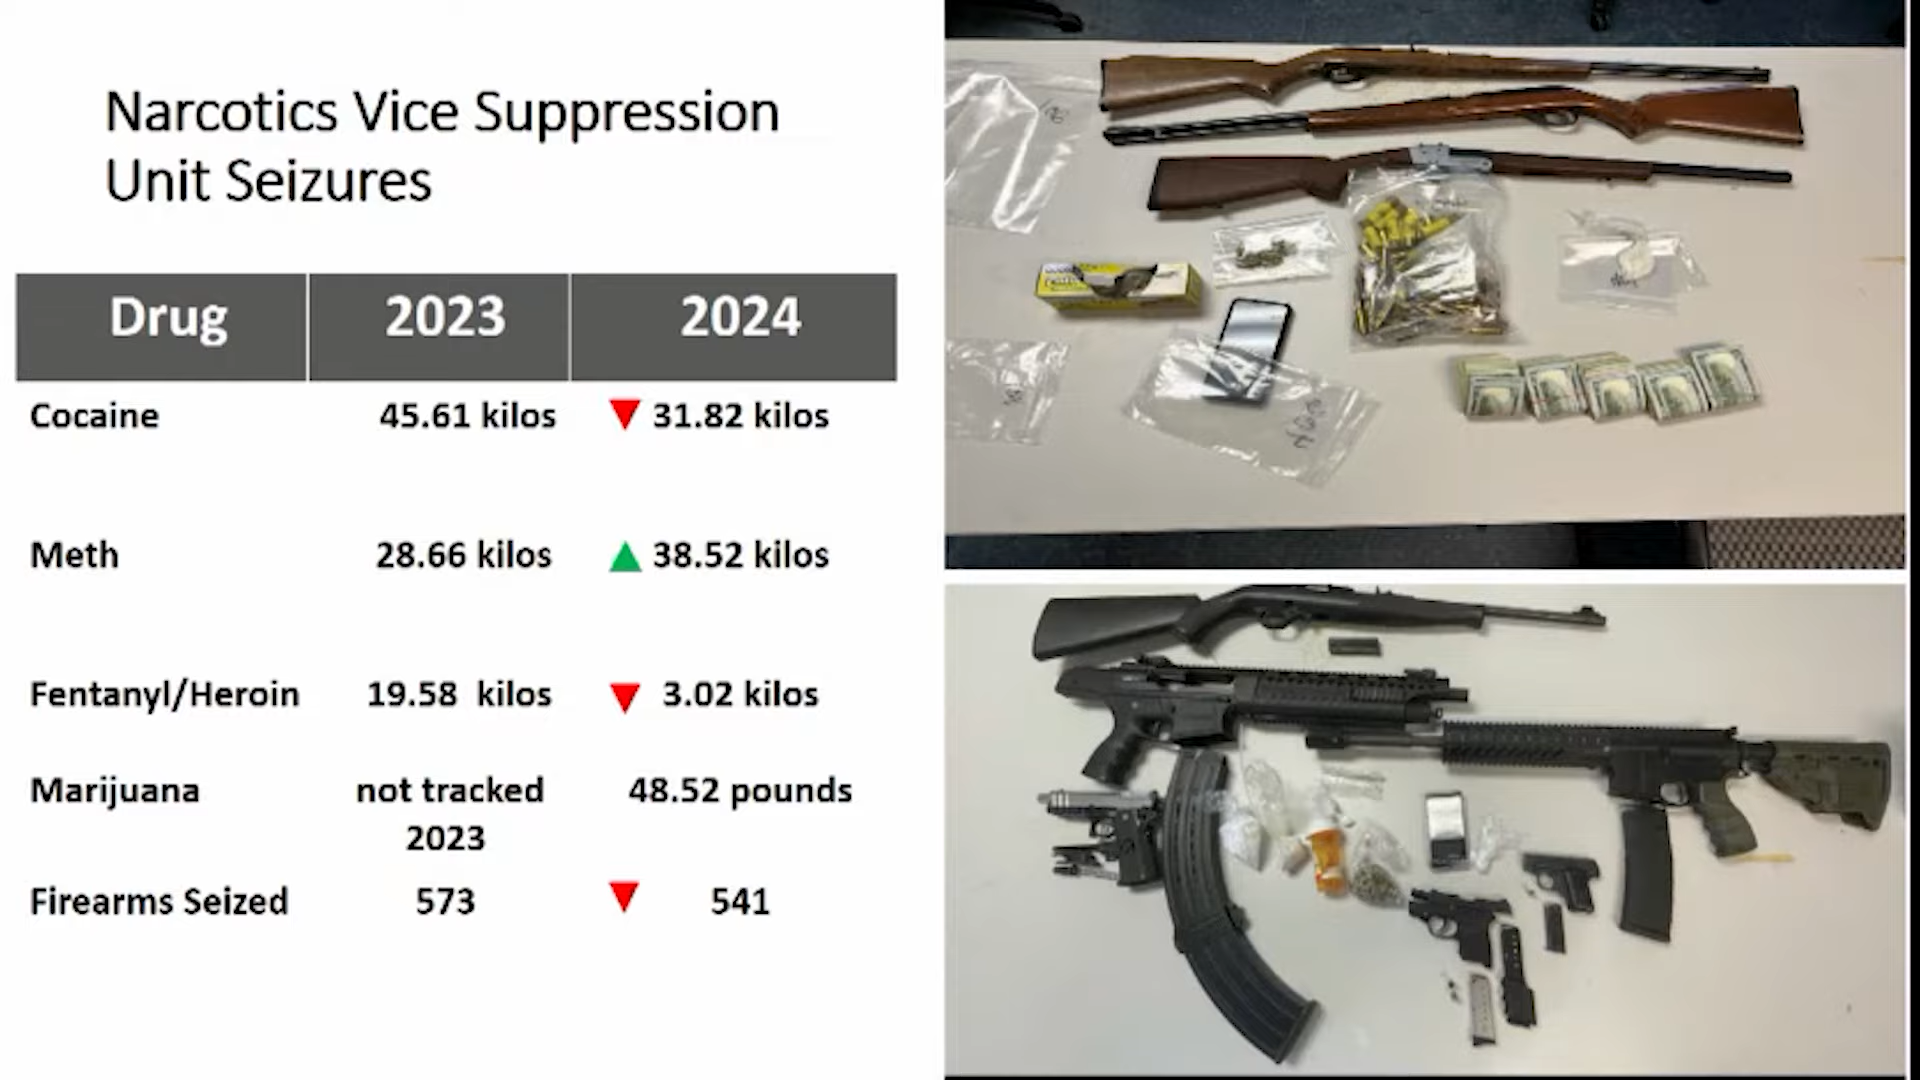 Narcotics Vice Suppression
Unit Seizures
Drug 2023 2024
Cocaine 45.61 kilos 31.82 kilos
Meth 28.66 kilos 38.52 kilos
Fentanyl/Heroin 19.58 kilos 3.02 kilos
Marijuana not tracked 48.52 pounds
2023
Firearms Seized 573 541